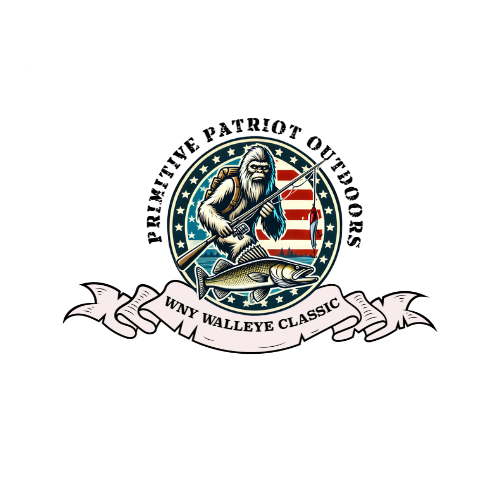 PRIMITIVE PATRIOT OUTDOORS
WNY WALLEYE CLASSIC